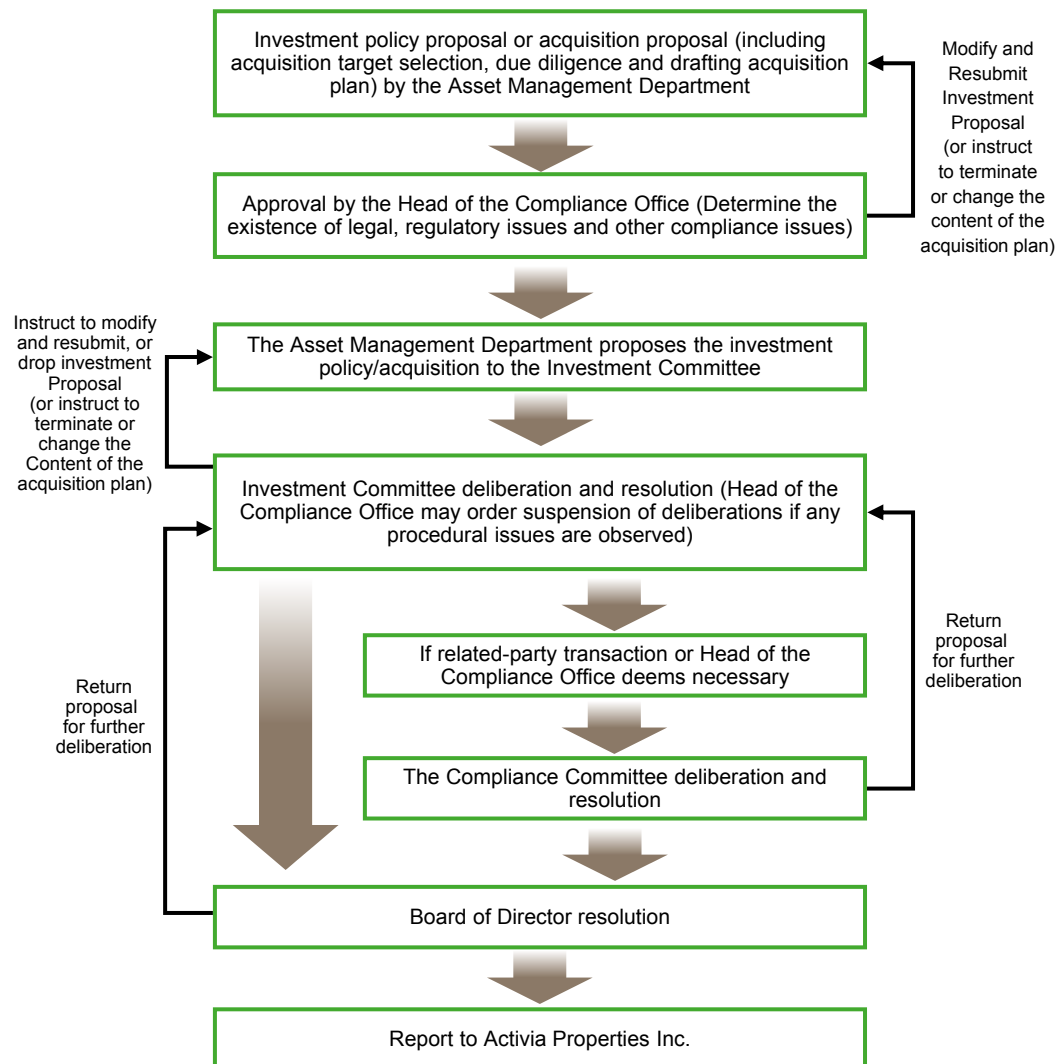 Investment policy proposal or acquisition proposal (including
acquisition target selection, due diligence and drafting acquisition
plan) by the Asset Management Department
Modify and
Resubmit
Investment
Proposal
(or instruct
to terminate
or change the
content of the
acquisition plan)
Approval by the Head of the Compliance Office (Determine the
existence of legal, regulatory issues and other compliance issues)
Instruct to modify
and resubmit, or
drop investment
Proposal
(or instruct to
terminate or
change the
Content of the
acquisition plan)
The Asset Management Department proposes the investment
policy/acquisition to the Investment Committee
Investment Committee deliberation and resolution (Head of the
Compliance Office may order suspension of deliberations if any
procedural issues are observed)
Return
proposal
for further
deliberation
If related-party transaction or Head of the
Compliance Office deems necessary
Return
proposal
for further
deliberation
The Compliance Committee deliberation and
resolution
Board of Director resolution
Report to Activia Properties Inc.